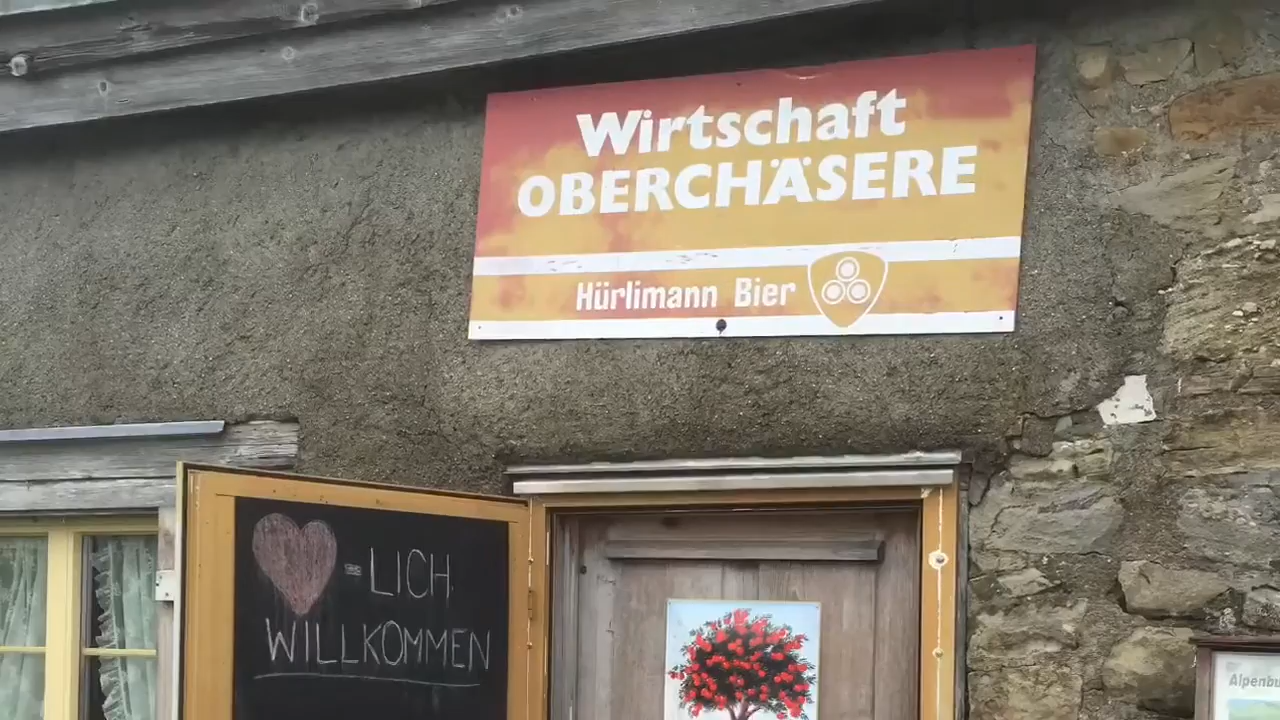 Wirtschaft
OBERCHÄSERE
Hürlimann Bier
-LICH
WILLKOMMEN